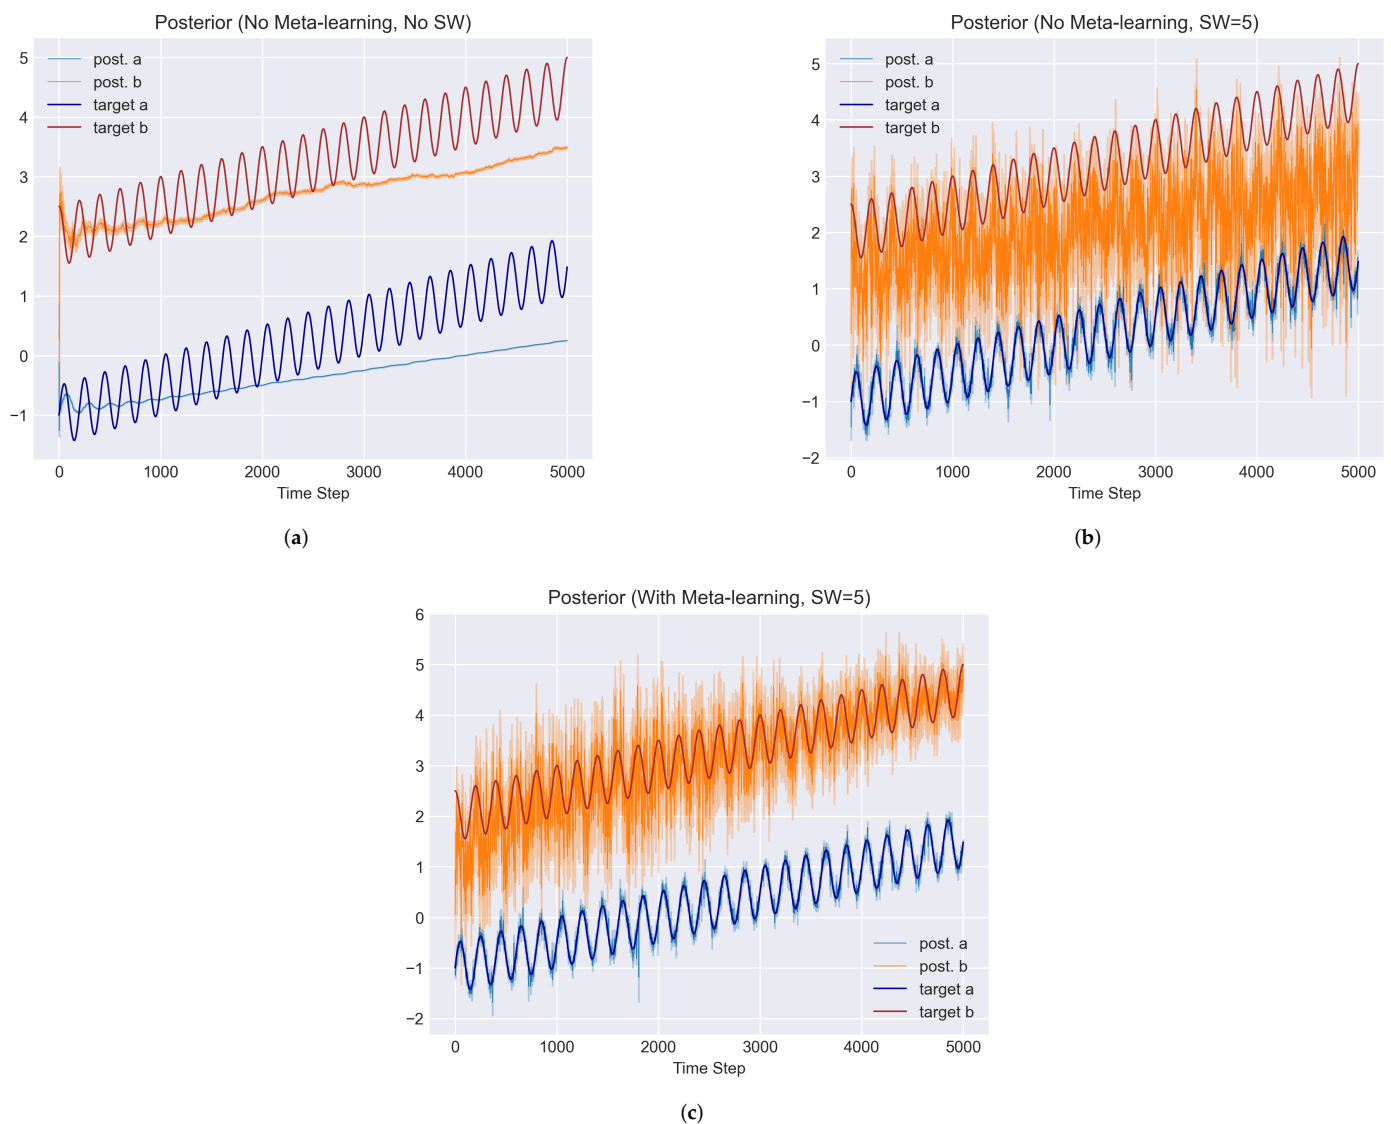 Posterior (No Meta-learning, No SW)
post. a
post. b
target a
target b
5
4
3
2
1
0
−1
0 1000 2000 3000 4000 5000
Time Step
(a)
Posterior (No Meta-learning, SW=5)
post. a
post. b
target a
target b
5
4
3
2
1
0
−1
−2
0 1000 2000 3000 4000 5000
Time Step
(b)
Posterior (With Meta-learning, SW=5)
6
5
4
3
2
1
0
−1
−2
post. a
post. b
target a
target b
0 1000 2000 3000 4000 5000
Time Step
(c)